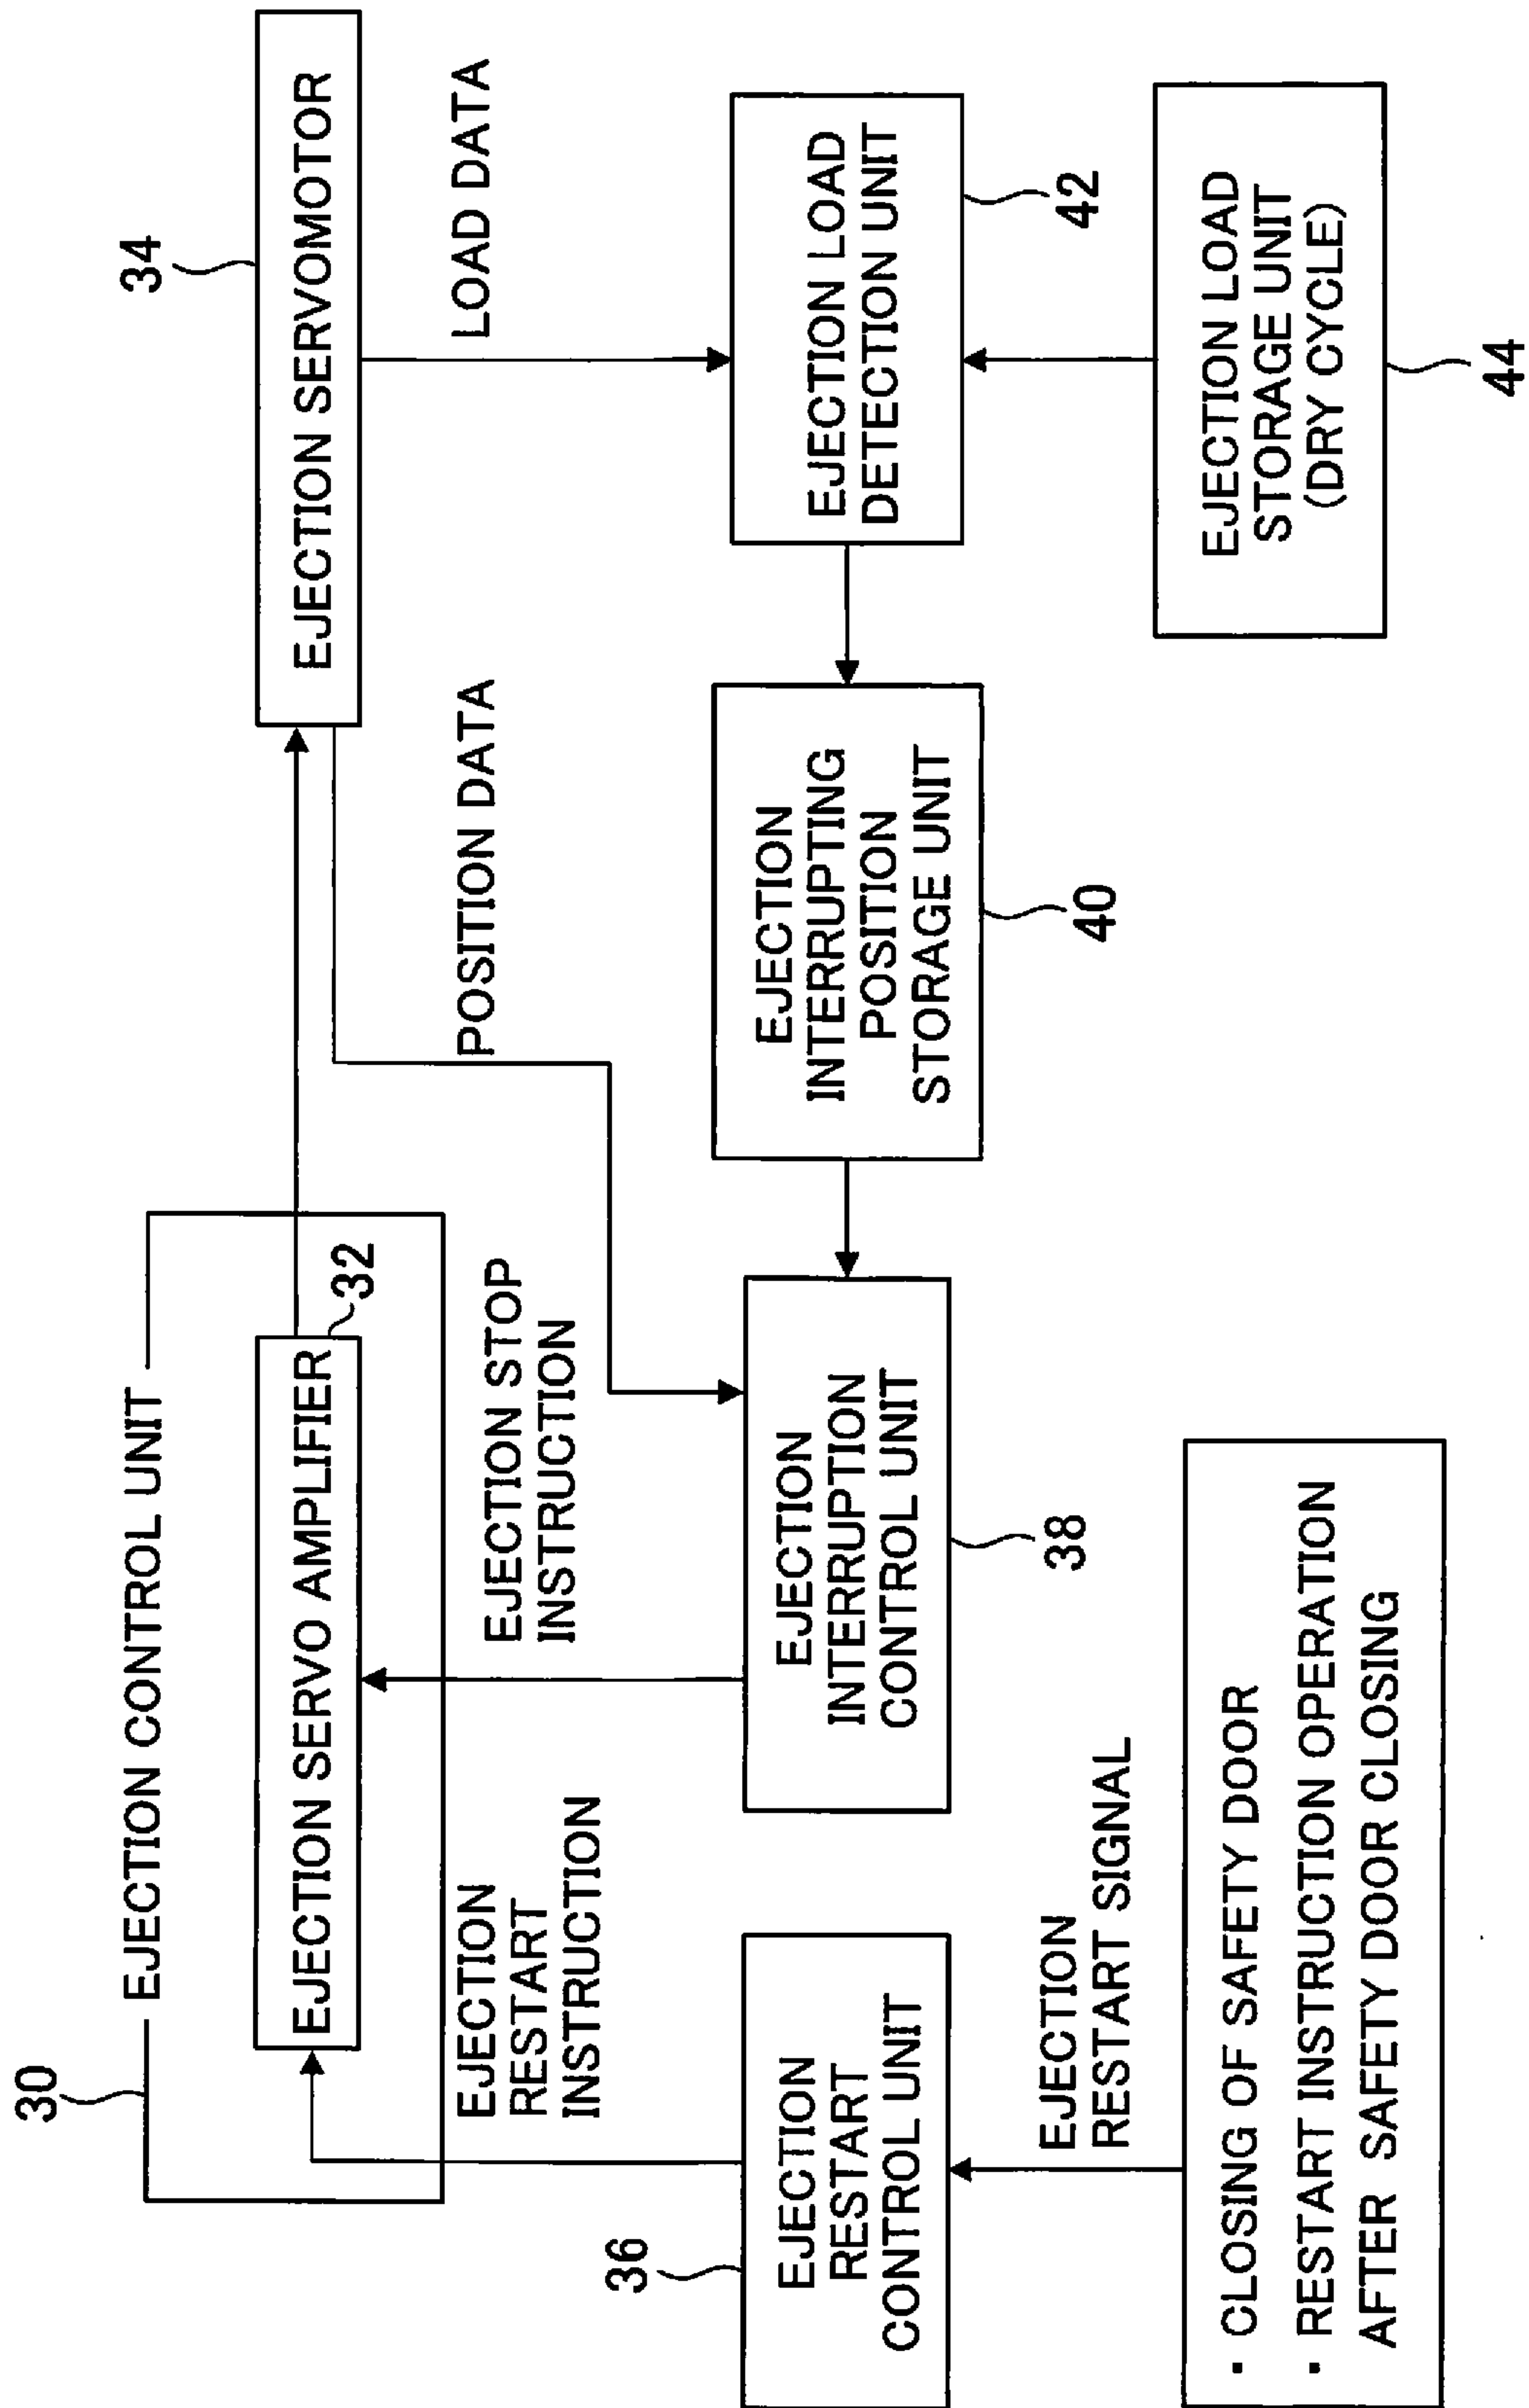 30
EJECTION CONTROL UNIT
EJECTION SERVO AMPLIFIER
32
34
EJECTION SERVOMOTOR
EJECTION
RESTART
INSTRUCTION
EJECTION STOP
INSTRUCTION
POSITION DATA
LOAD DATA
36
EJECTION
RESTART
CONTROL UNIT
EJECTION
INTERRUPTION
CONTROL UNIT
38
EJECTION
INTERRUPTING
POSITION
STORAGE UNIT
40
EJECTION LOAD
DETECTION UNIT
42
EJECTION
RESTART SIGNAL
· CLOSING OF SAFETY DOOR
· RESTART INSTRUCTION OPERATION
AFTER SAFETY DOOR CLOSING
EJECTION LOAD
STORAGE UNIT
(DRY CYCLE)
44